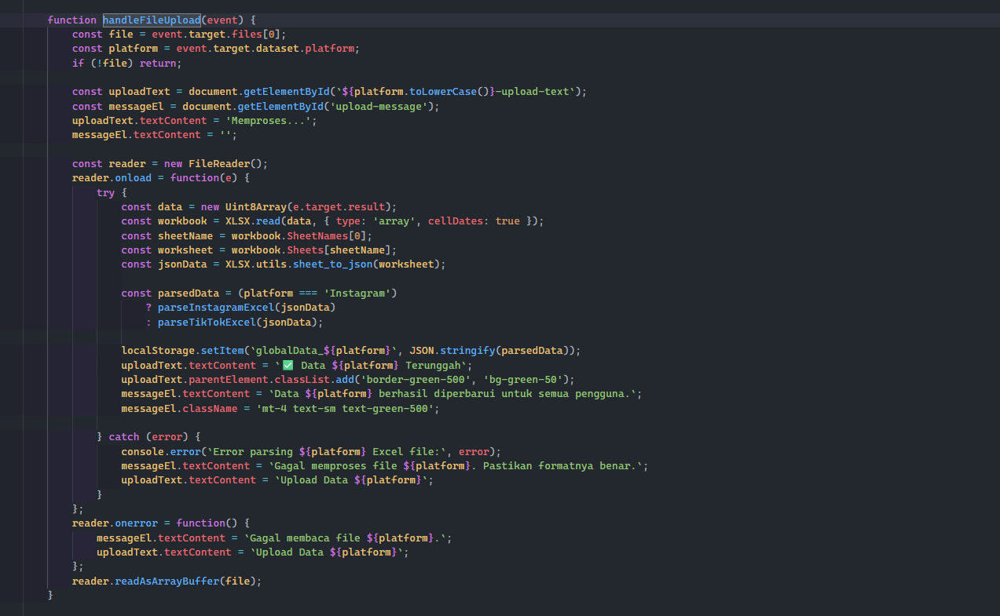 function handleFileUpload(event) {
    const file = event.target.files[0];
    const platform = event.target.dataset.platform;
    if (!file) return;

    const uploadText = document.getElementById(`${platform.toLowerCase()}-upload-text`);
    const messageEl = document.getElementById('upload-message');
    uploadText.textContent = 'Memproses...';
    messageEl.textContent = '';

    const reader = new FileReader();
    reader.onload = function(e) {
        try {
            const data = new Uint8Array(e.target.result);
            const workbook = XLSX.read(data, { type: 'array', cellDates: true });
            const sheetName = workbook.SheetNames[0];
            const worksheet = workbook.Sheets[sheetName];
            const jsonData = XLSX.utils.sheet_to_json(worksheet);

            const parsedData = (platform === 'Instagram')
                ? parseInstagramExcel(jsonData)
                : parseTikTokExcel(jsonData);

            localStorage.setItem(`globalData_${platform}`, JSON.stringify(parsedData));
            uploadText.textContent = `✅ Data ${platform} Terunggah`;
            uploadText.parentElement.classList.add('border-green-500', 'bg-green-50');
            messageEl.textContent = `Data ${platform} berhasil diperbarui untuk semua pengguna.`;
            messageEl.className = 'mt-4 text-sm text-green-500';

        } catch (error) {
            console.error(`Error parsing ${platform} Excel file:`, error);
            messageEl.textContent = `Gagal memproses file ${platform}. Pastikan formatnya benar.`;
            uploadText.textContent = `Upload Data ${platform}`;
        }
    };
    reader.onerror = function() {
        messageEl.textContent = `Gagal membaca file ${platform}.`;
        uploadText.textContent = `Upload Data ${platform}`;
    };
    reader.readAsArrayBuffer(file);
}